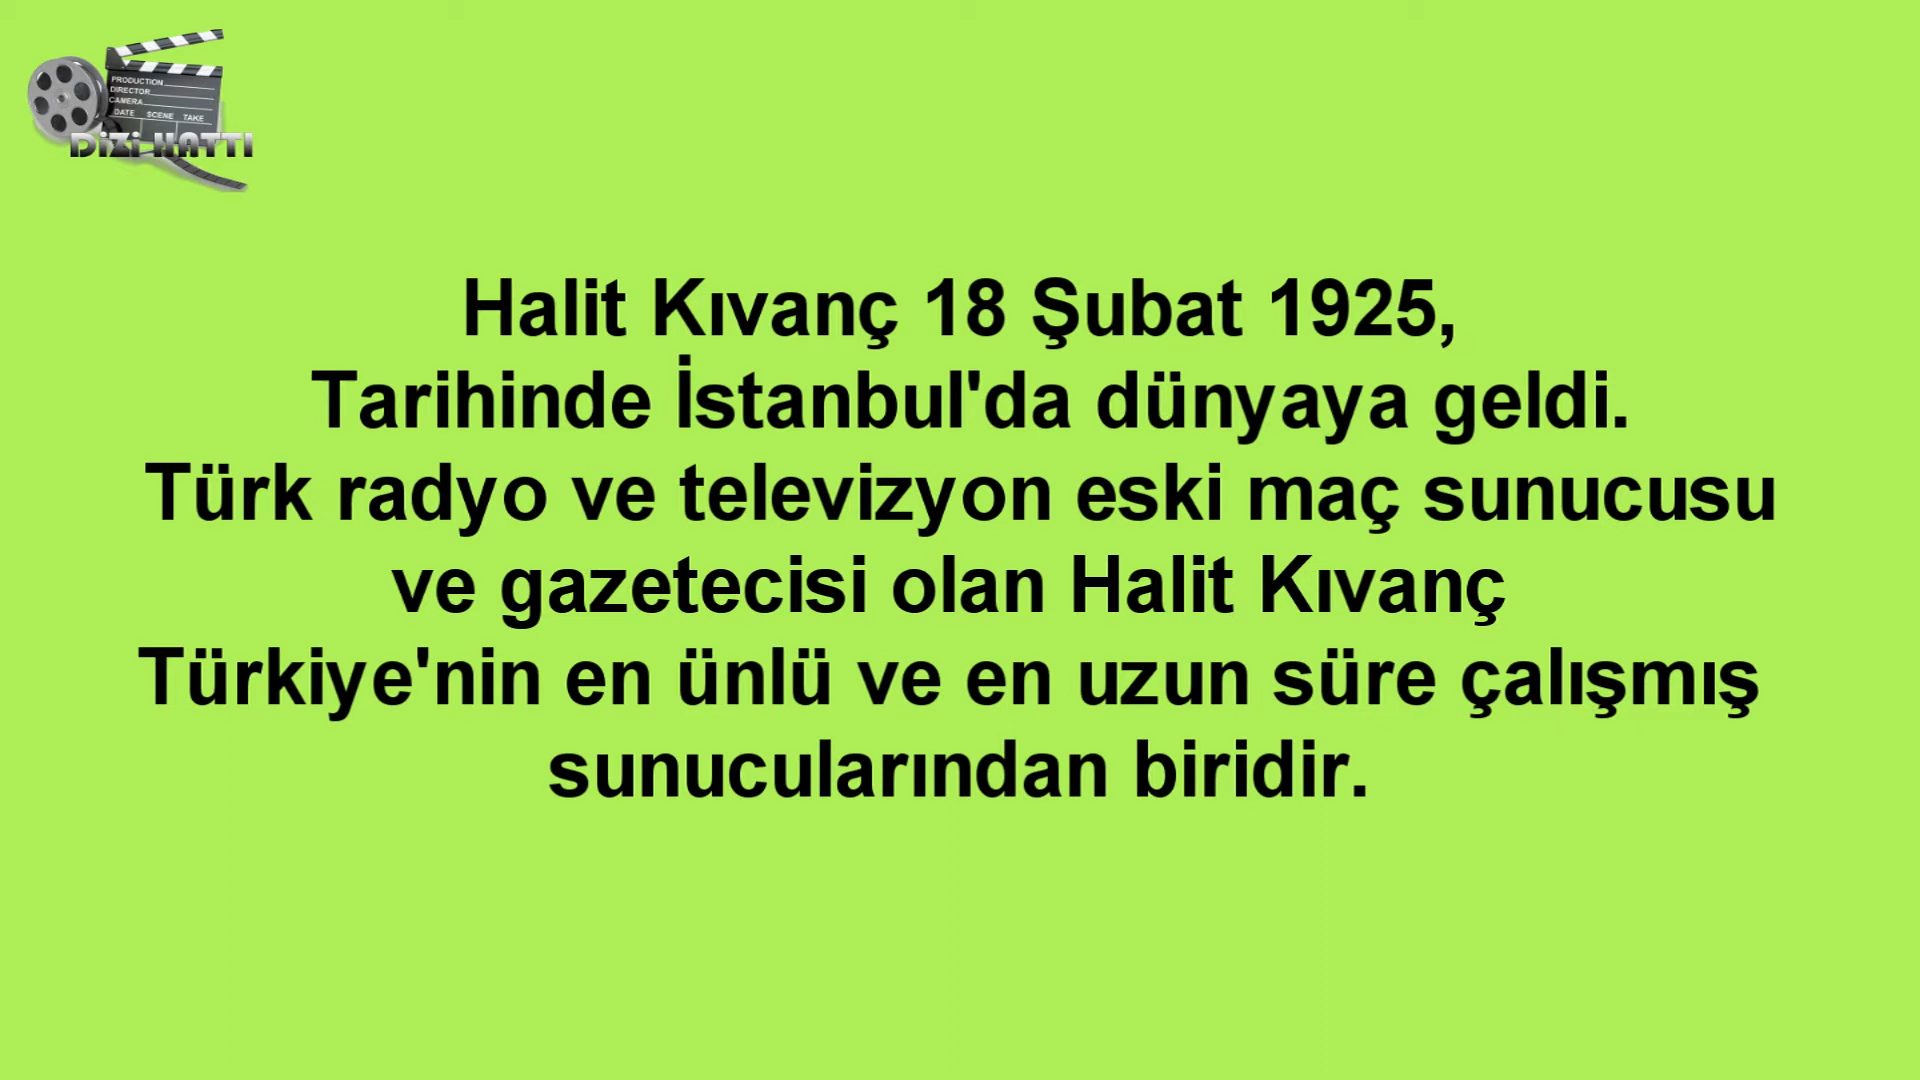 PRODUCTION
DIRECTOR
CAMERA
DATE SCENE TAKE
DiZi HATTI
Halit Kıvanç 18 Şubat 1925,
Tarihinde İstanbul'da dünyaya geldi.
Türk radyo ve televizyon eski maç sunucusu
ve gazetecisi olan Halit Kıvanç
Türkiye'nin en ünlü ve en uzun süre çalışmış
sunucularından biridir.